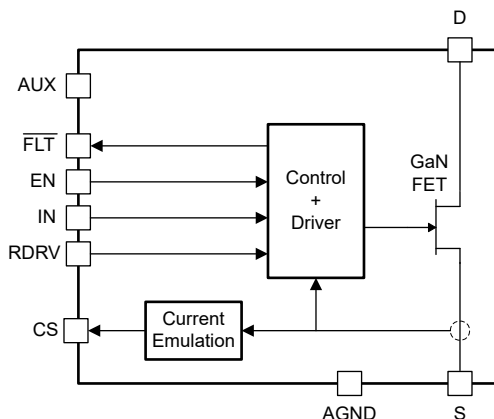 D
AUX
FLT
EN
IN
RDRV
Control
+
Driver
GaN
FET
CS
Current
Emulation
AGND
S